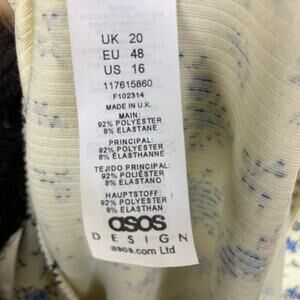 UK 20
EU 48
US 16
117615860
F102314
MADE IN U.K.
MAIN:
92% POLYESTER
8% ELASTANE
PRINCIPAL:
92% POLYESTER
8% ELASTHANNE
TEJIDO PRINCIPAL:
92% POLIÉSTER
8% ELASTANO
HAUPTSTOFF:
92% POLYESTER
8% ELASTHAN
asos
DESIGN
asos.com Ltd